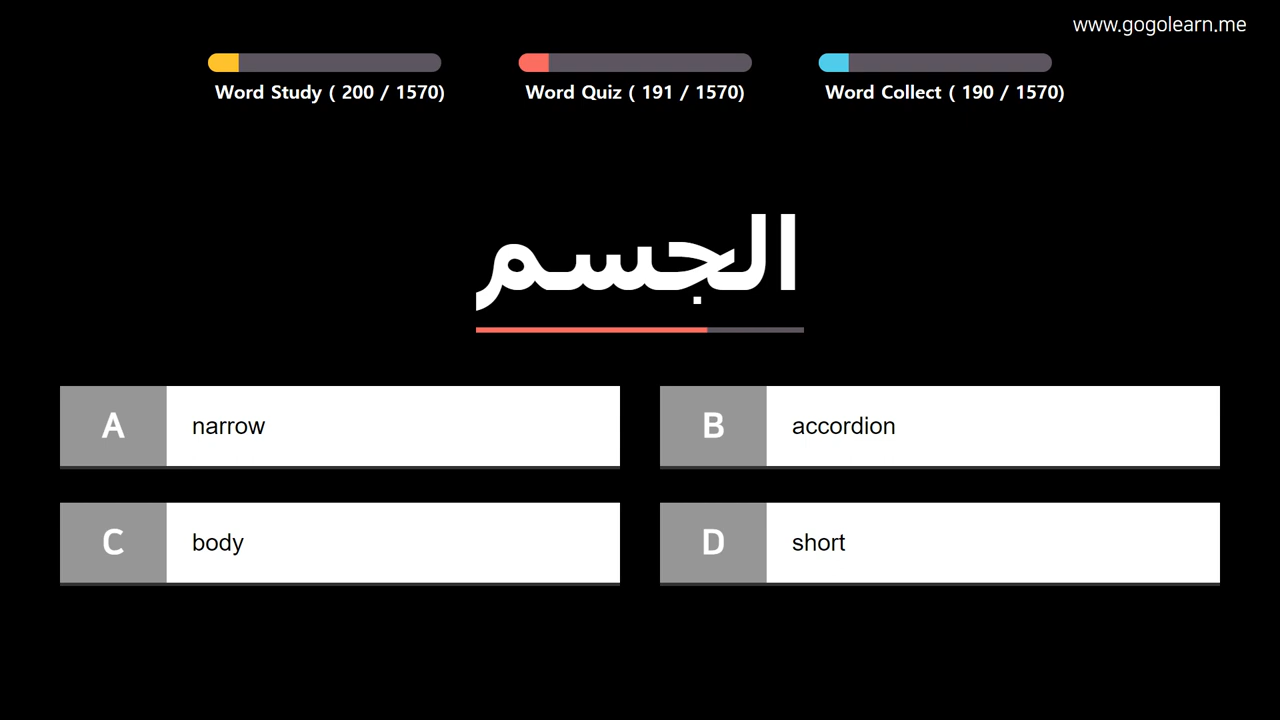 www.gogolearn.me
Word Study ( 200 / 1570)
Word Quiz ( 191 / 1570)
Word Collect ( 190 / 1570)
الجسم
A narrow
B accordion
C body
D short